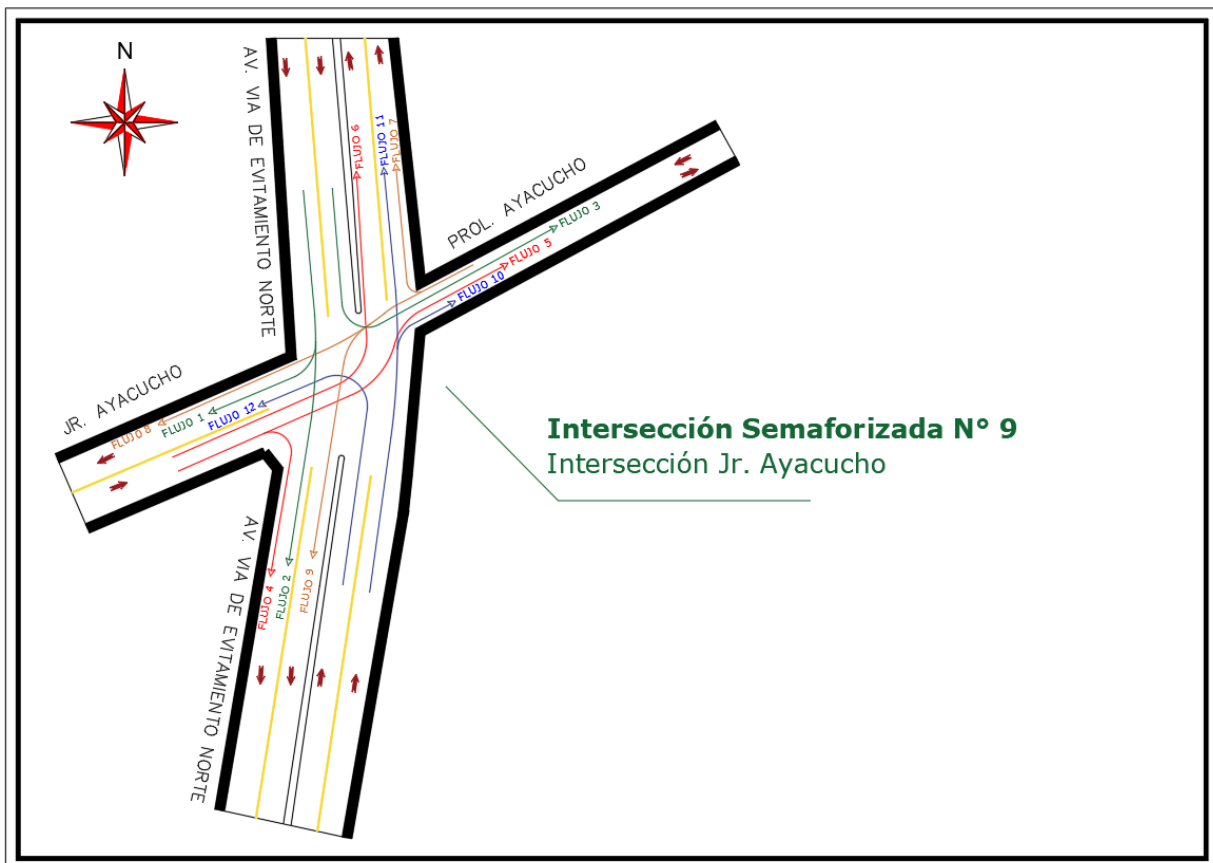 N
AV. VIA DE EVITAMIENTO NORTE
FLUJO 6
FLUJO 11
FLUJO 7
PROL. AYACUCHO
FLUJO 3
FLUJO 5
FLUJO 10
JR. AYACUCHO
FLUJO 8
FLUJO 1
FLUJO 12
Intersección Semaforizada N° 9
Intersección Jr. Ayacucho
AV. VIA DE EVITAMIENTO NORTE
FLUJO 4
FLUJO 2
FLUJO 9